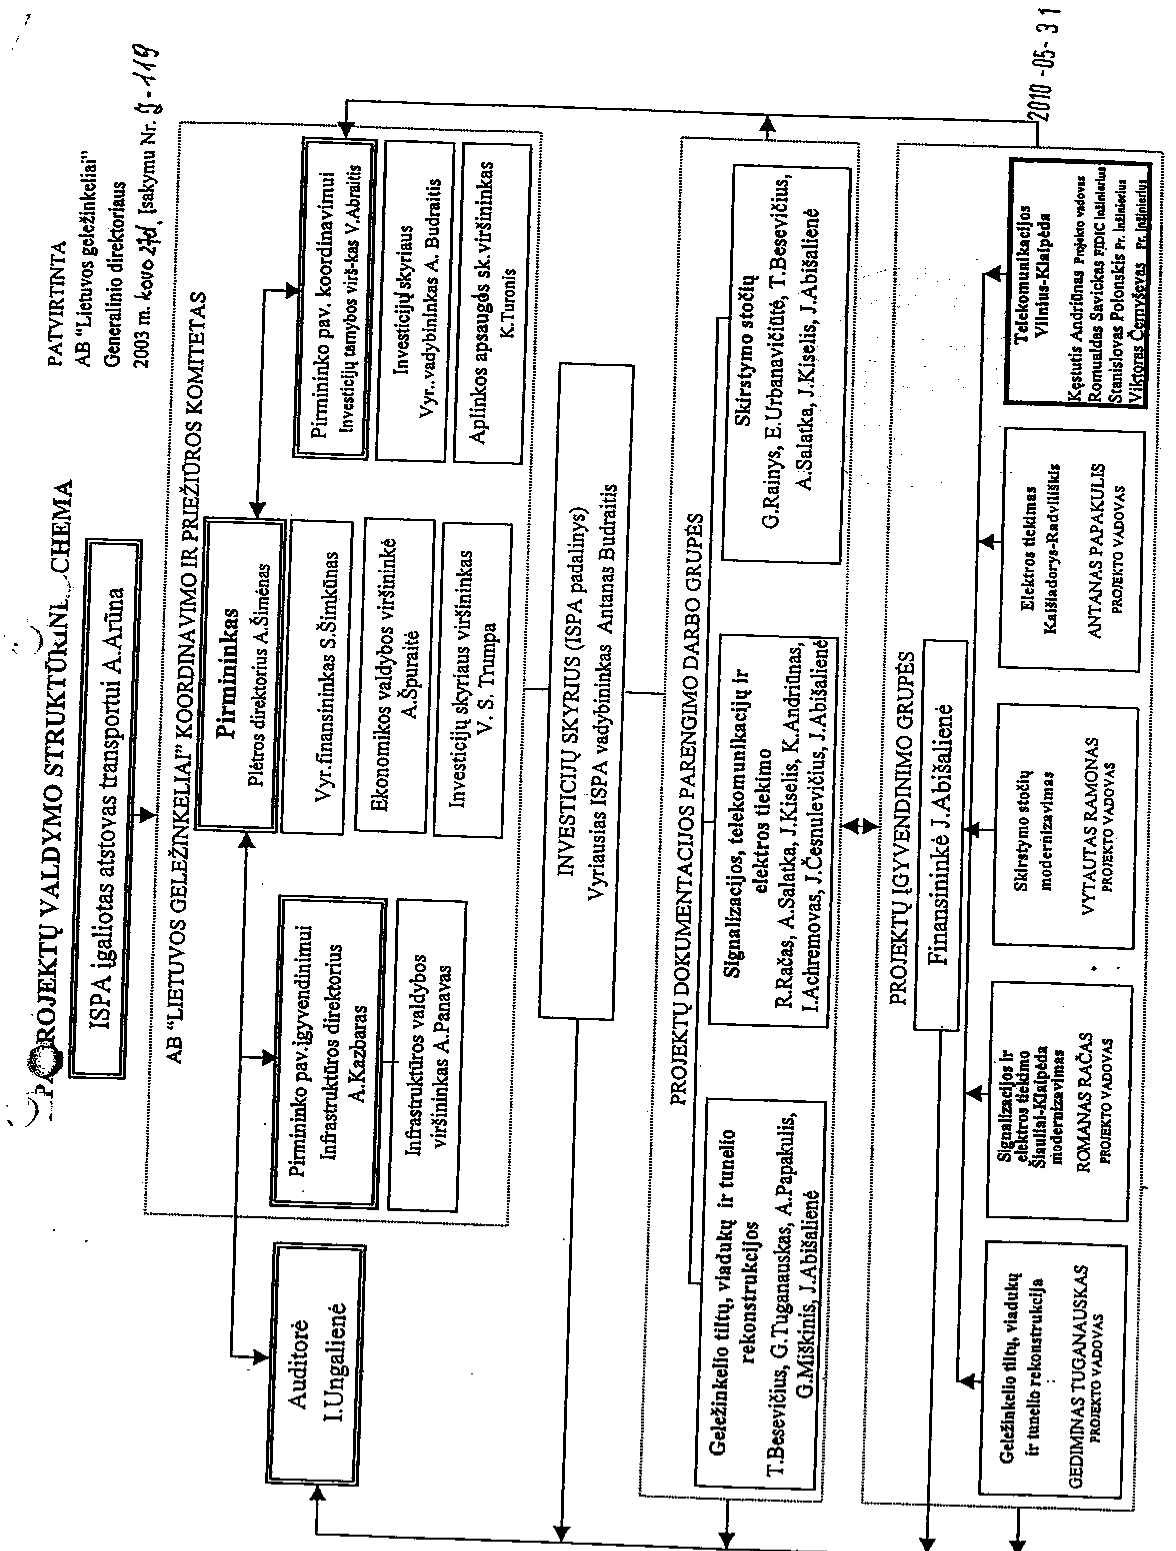 PATVIRTINTA
AB "Lietuvos geležinkeliai"
Generalinio direktoriaus
2003 m. kovo 27d. Įsakymu Nr. Į-119
PROJEKTŲ VALDYMO STRUKTŪRINĖ SCHEMA
ISPA įgaliotas atstovas transportui A.Arūna
AB "LIETUVOS GELEŽINKELIAI" KOORDINAVIMO IR PRIEŽIŪROS KOMITETAS
Auditorė
I.Ungalienė
Pirmininko pav.įgyvendinimui
Infrastruktūros direktorius
A.Kazbaras
Infrastruktūros valdybos
viršininkas A.Panavas
Pirmininkas
Plėtros direktorius A.Šimėnas
Vyr.finansininkas S.Šimkūnas
Ekonomikos valdybos viršininkė
A.Špuraitė
Investicijų skyriaus viršininkas
V. S. Trumpa
Pirmininko pav. koordinavimui
Investicijų tarnybos virš-kas V.Abraitis
Investicijų skyriaus
Vyr..vadybininkas A. Budraitis
Aplinkos apsaugos sk.viršininkas
K.Turonis
INVESTICIJŲ SKYRIUS (ISPA padalinys)
Vyriausias ISPA vadybininkas Antanas Budraitis
PROJEKTŲ DOKUMENTACIJOS PARENGIMO DARBO GRUPĖS
Geležinkelio tiltų, viadukų ir tunelio
rekonstrukcijos
T.Besevičius, G.Tuganauskas, A.Papakulis,
G.Miškinis, J.Abišalienė
Signalizacijos, telekomunikacijų ir
elektros tiekimo
R.Račas, A.Salatka, J.Kiselis, K.Andriūnas,
I.Achremovas, J.Česnulevičius, J.Abišalienė
Skirstymo stočių
G.Rainys, E.Urbanavičiūtė, T.Besevičius,
A.Salatka, J.Kiselis, J.Abišalienė
PROJEKTŲ ĮGYVENDINIMO GRUPĖS
Finansininkė J.Abišalienė
Geležinkelio tiltų, viadukų
ir tunelio rekonstrukcija
GEDIMINAS TUGANAUSKAS
PROJEKTO VADOVAS
Signalizacijos ir
elektros tiekimo
Šiauliai-Klaipėda
modernizavimas
ROMANAS RAČAS
PROJEKTO VADOVAS
Skirstymo stočių
modernizavimas
VYTAUTAS RAMONAS
PROJEKTO VADOVAS
Elektros tiekimas
Kaišiadorys-Radviliškis
ANTANAS PAPAKULIS
PROJEKTO VADOVAS
Telekomunikacijos
Vilnius-Klaipėda
Kęstutis Andriūnas Projekto vadovas
Romualdas Savickas FIDIC Inžinierius
Stanislovas Polonskis Pr. Inžinierius
Viktoras Černyševas Pr. Inžinierius
2010 -05- 31